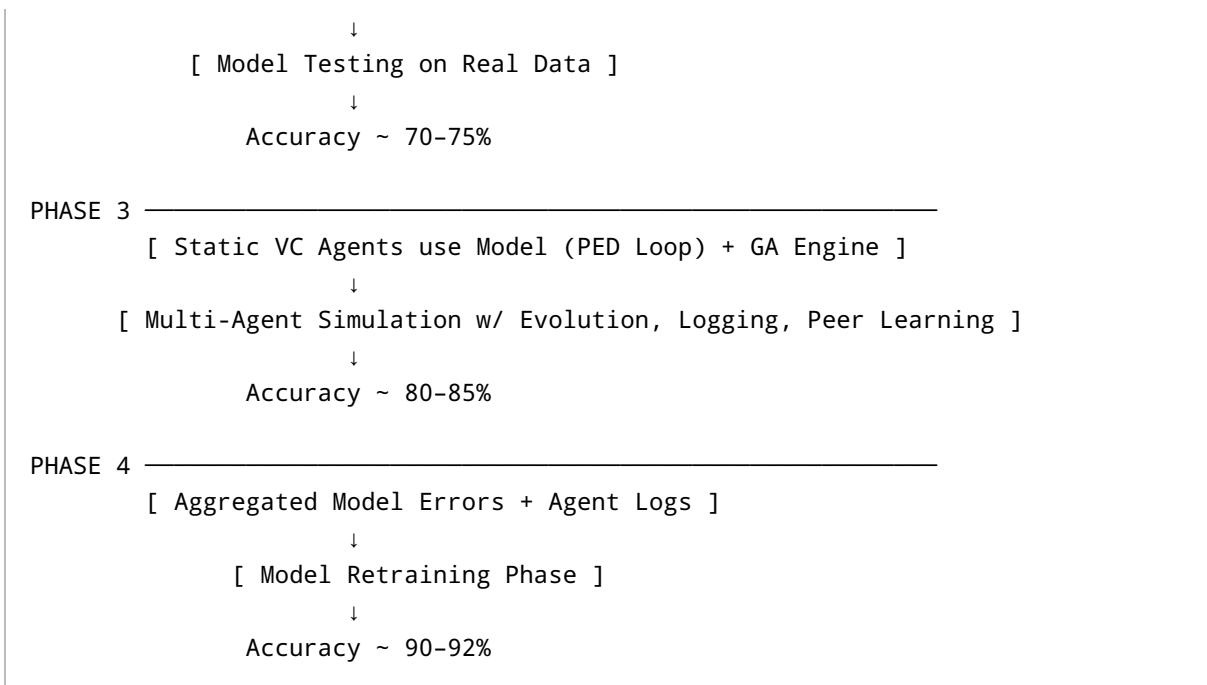 ↓
[ Model Testing on Real Data ]
↓
Accuracy ~ 70–75%
PHASE 3 ───────────────────────────────────────────────────────
[ Static VC Agents use Model (PED Loop) + GA Engine ]
↓
[ Multi-Agent Simulation w/ Evolution, Logging, Peer Learning ]
↓
Accuracy ~ 80–85%
PHASE 4 ───────────────────────────────────────────────────────
[ Aggregated Model Errors + Agent Logs ]
↓
[ Model Retraining Phase ]
↓
Accuracy ~ 90–92%